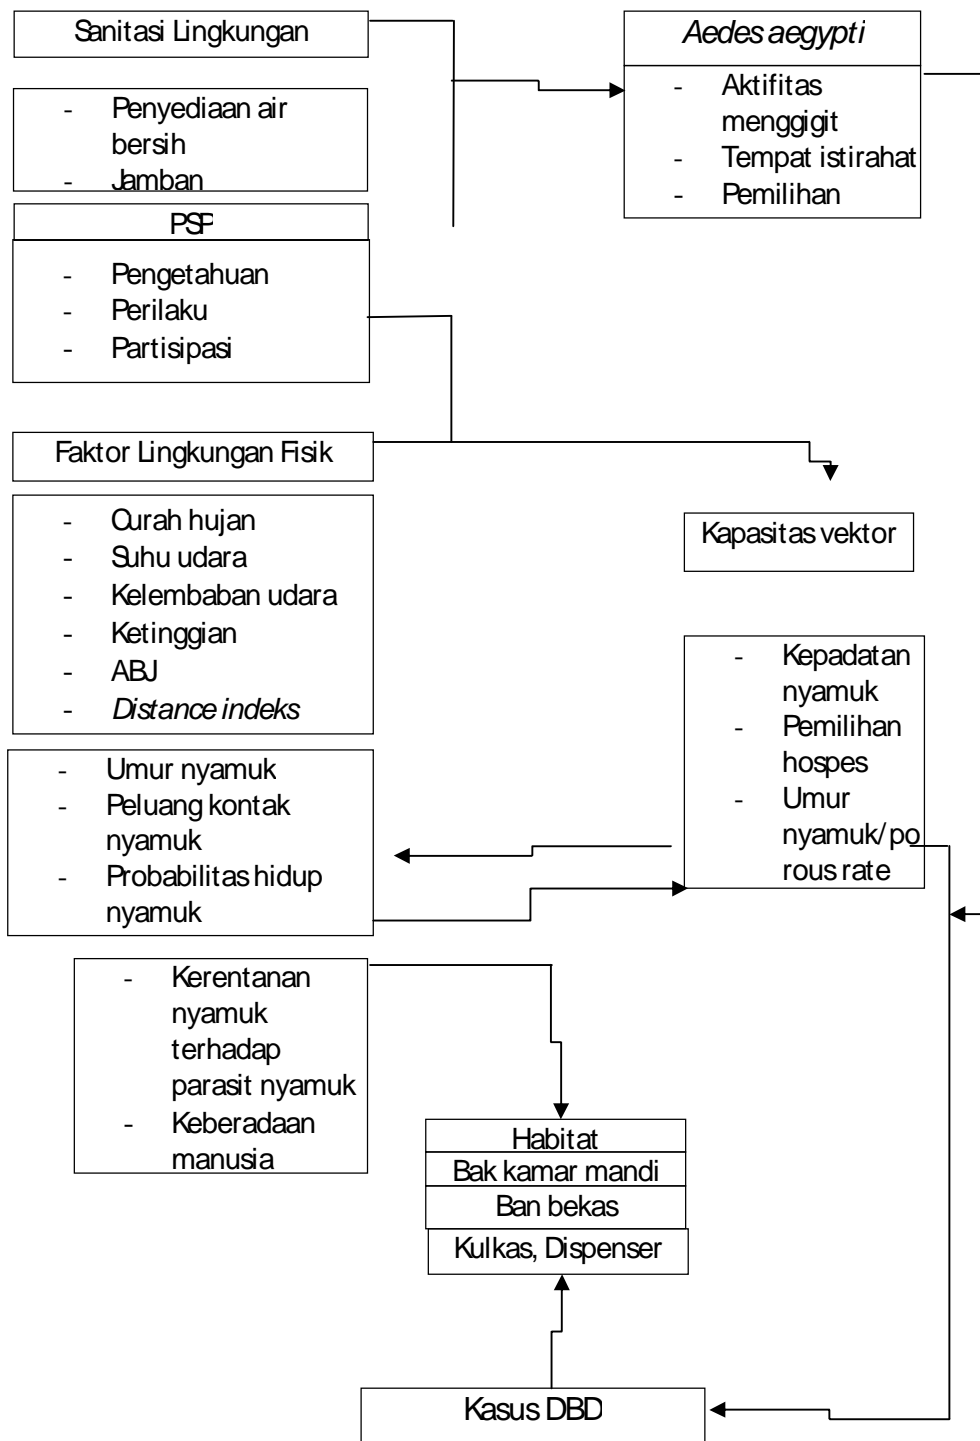 Sanitasi Lingkungan
- Penyediaan air
bersih
- Jamban
PSP
- Pengetahuan
- Perilaku
- Partisipasi
Faktor Lingkungan Fisik
- Curah hujan
- Suhu udara
- Kelembaban udara
- Ketinggian
- ABJ
- Distance indeks
- Umur nyamuk
- Peluang kontak
nyamuk
- Probabilitas hidup
nyamuk
- Kerentanan
nyamuk
terhadap
parasit nyamuk
- Keberadaan
manusia
Aedes aegypti
- Aktifitas
menggigit
- Tempat istirahat
- Pemilihan
Kapasitas vektor
- Kepadatan
nyamuk
- Pemilihan
hospes
- Umur
nyamuk/po
rous rate
Habitat
Bak kamar mandi
Ban bekas
Kulkas, Dispenser
Kasus DBD